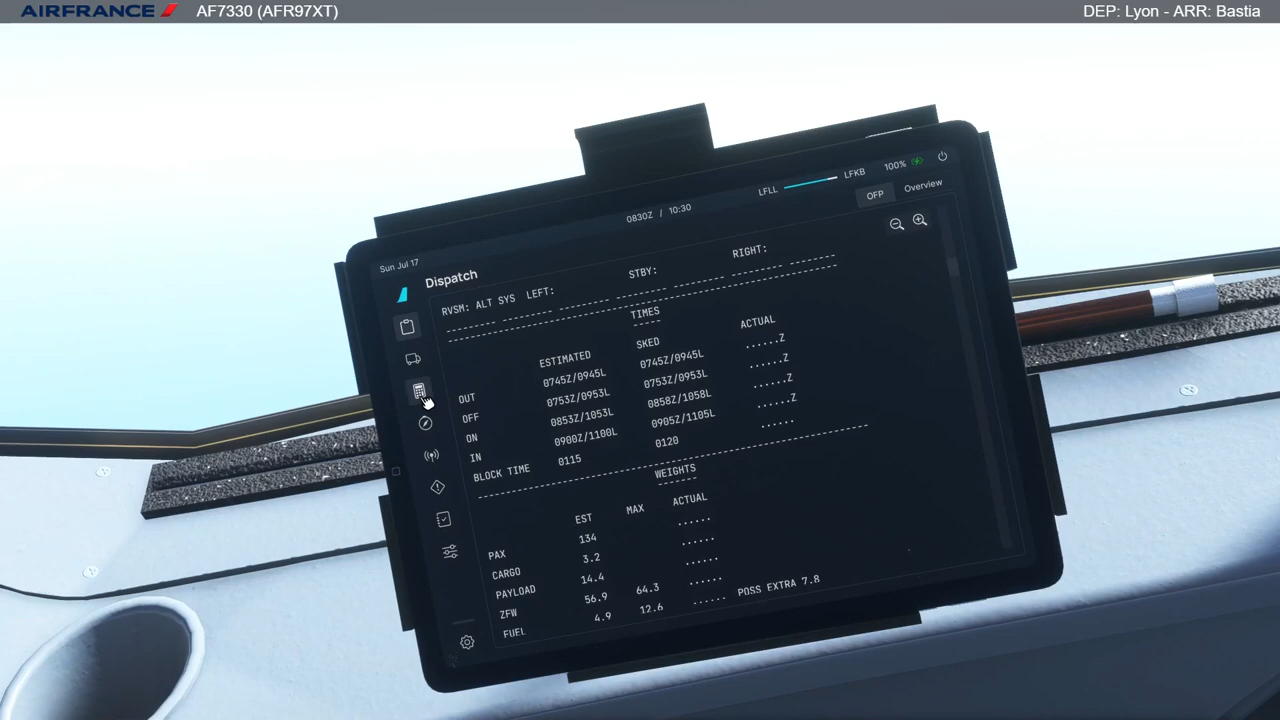 AIRFRANCE AF7330 (AFR97XT) DEP: Lyon - ARR: Bastia
Sun Jul 17 0830Z / 10:30 LFLL LFKB 100%
Dispatch OFP Overview
RVSM: ALT SYS LEFT: STBY: RIGHT:
TIMES
ESTIMATED SKED ACTUAL
OUT 0745Z/0945L 0745Z/0945L ......Z
OFF 0753Z/0953L 0753Z/0953L ......Z
ON 0853Z/1053L 0858Z/1058L ......Z
IN 0900Z/1100L 0905Z/1105L ......Z
BLOCK TIME 0115 0120 ......
WEIGHTS
EST MAX ACTUAL
PAX 134 ......
CARGO 3.2 ......
PAYLOAD 14.4 ......
ZFW 56.9 64.3 ......
FUEL 4.9 12.6 ...... POSS EXTRA 7.8